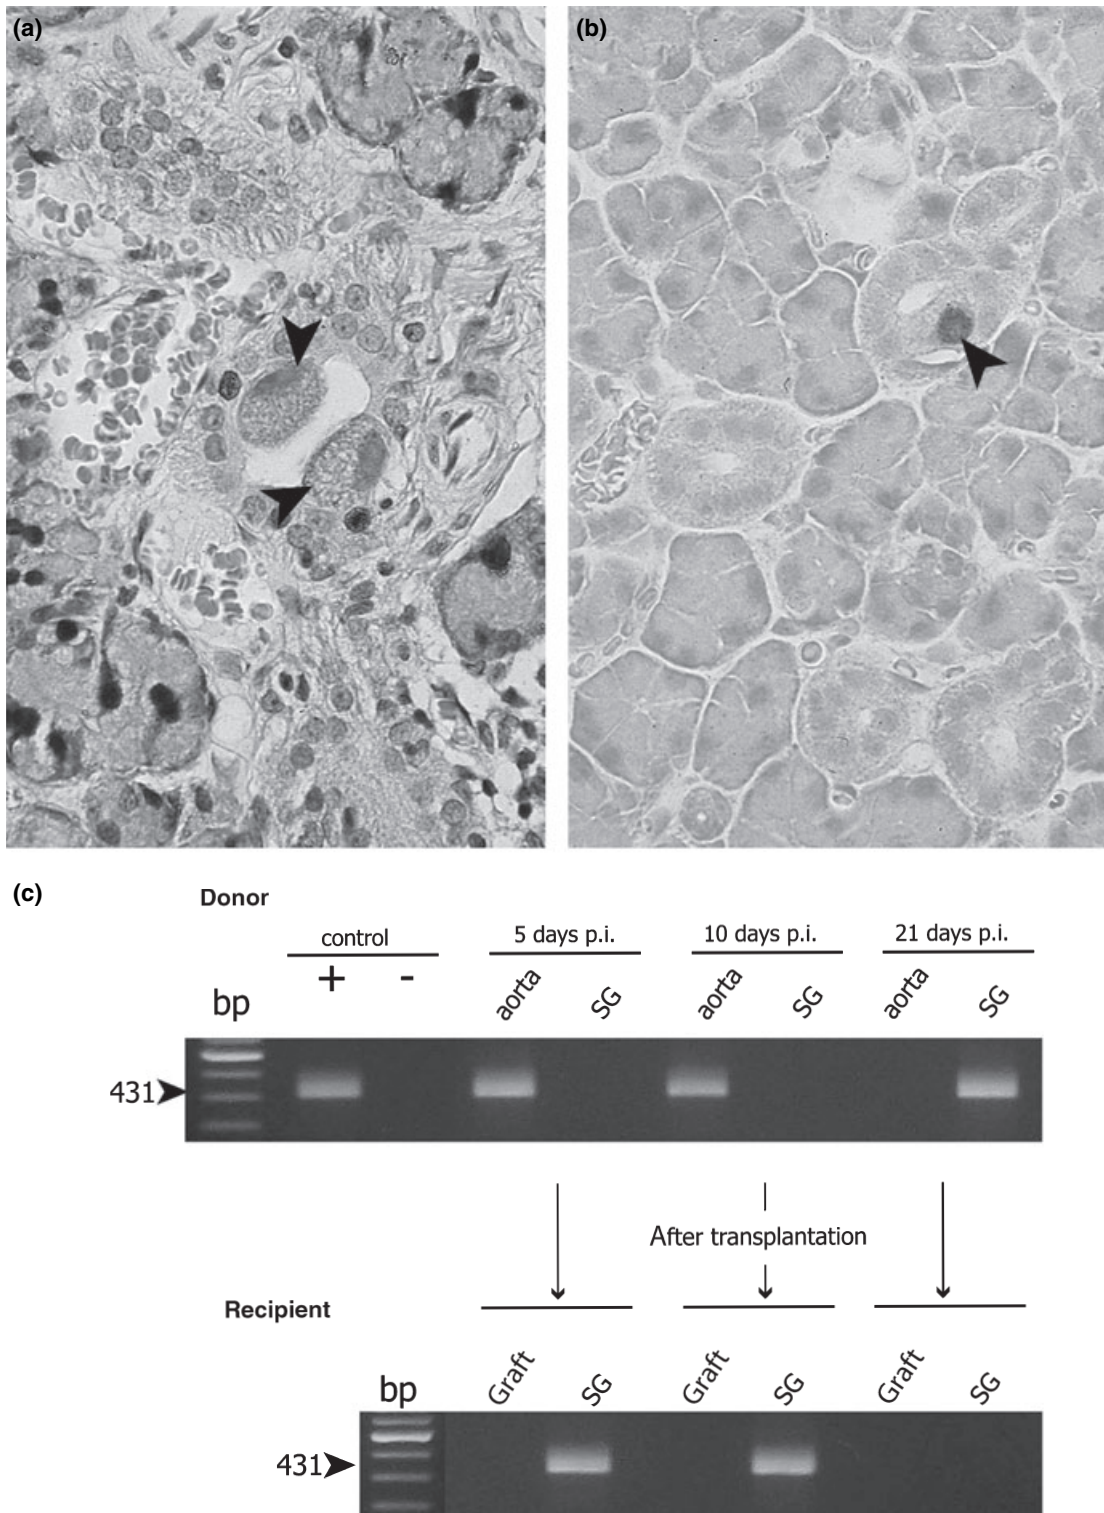 (a)
(b)
(c)
Donor
control
5 days p.i.
10 days p.i.
21 days p.i.
+
-
bp
aorta
SG
aorta
SG
aorta
SG
431
After transplantation
Recipient
bp
Graft
SG
Graft
SG
Graft
SG
431